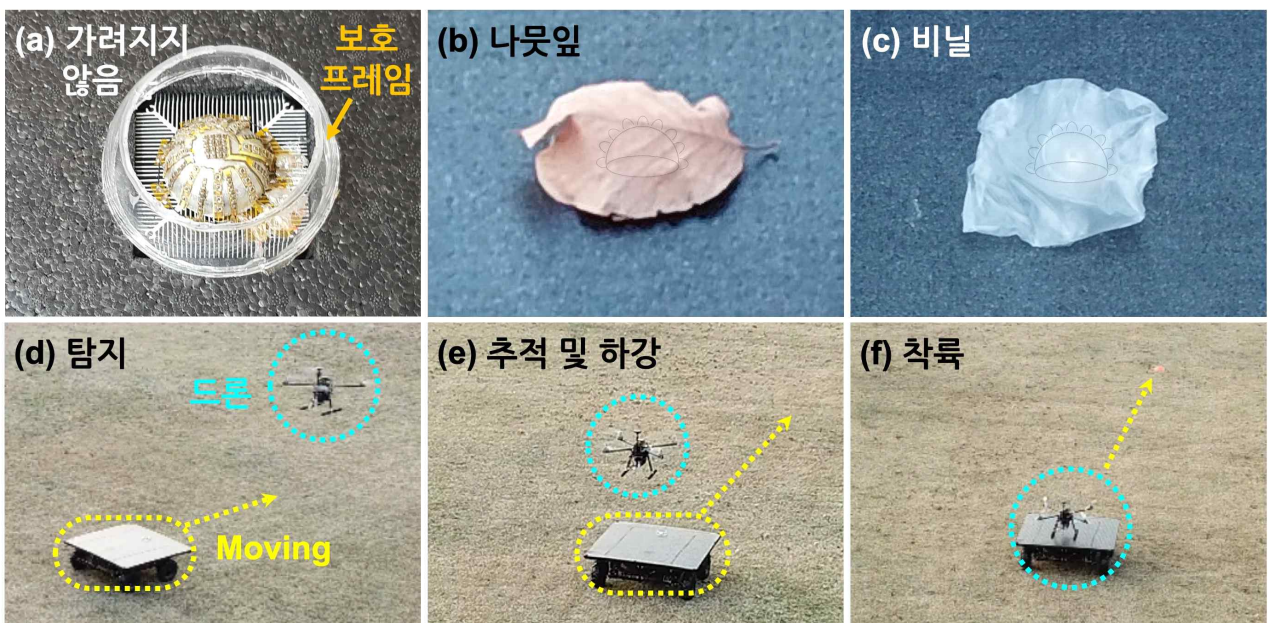 (a) 가려지지
않음
보호
프레임
(b) 나뭇잎
(c) 비닐
(d) 탐지
드론
Moving
(e) 추적 및 하강
(f) 착륙